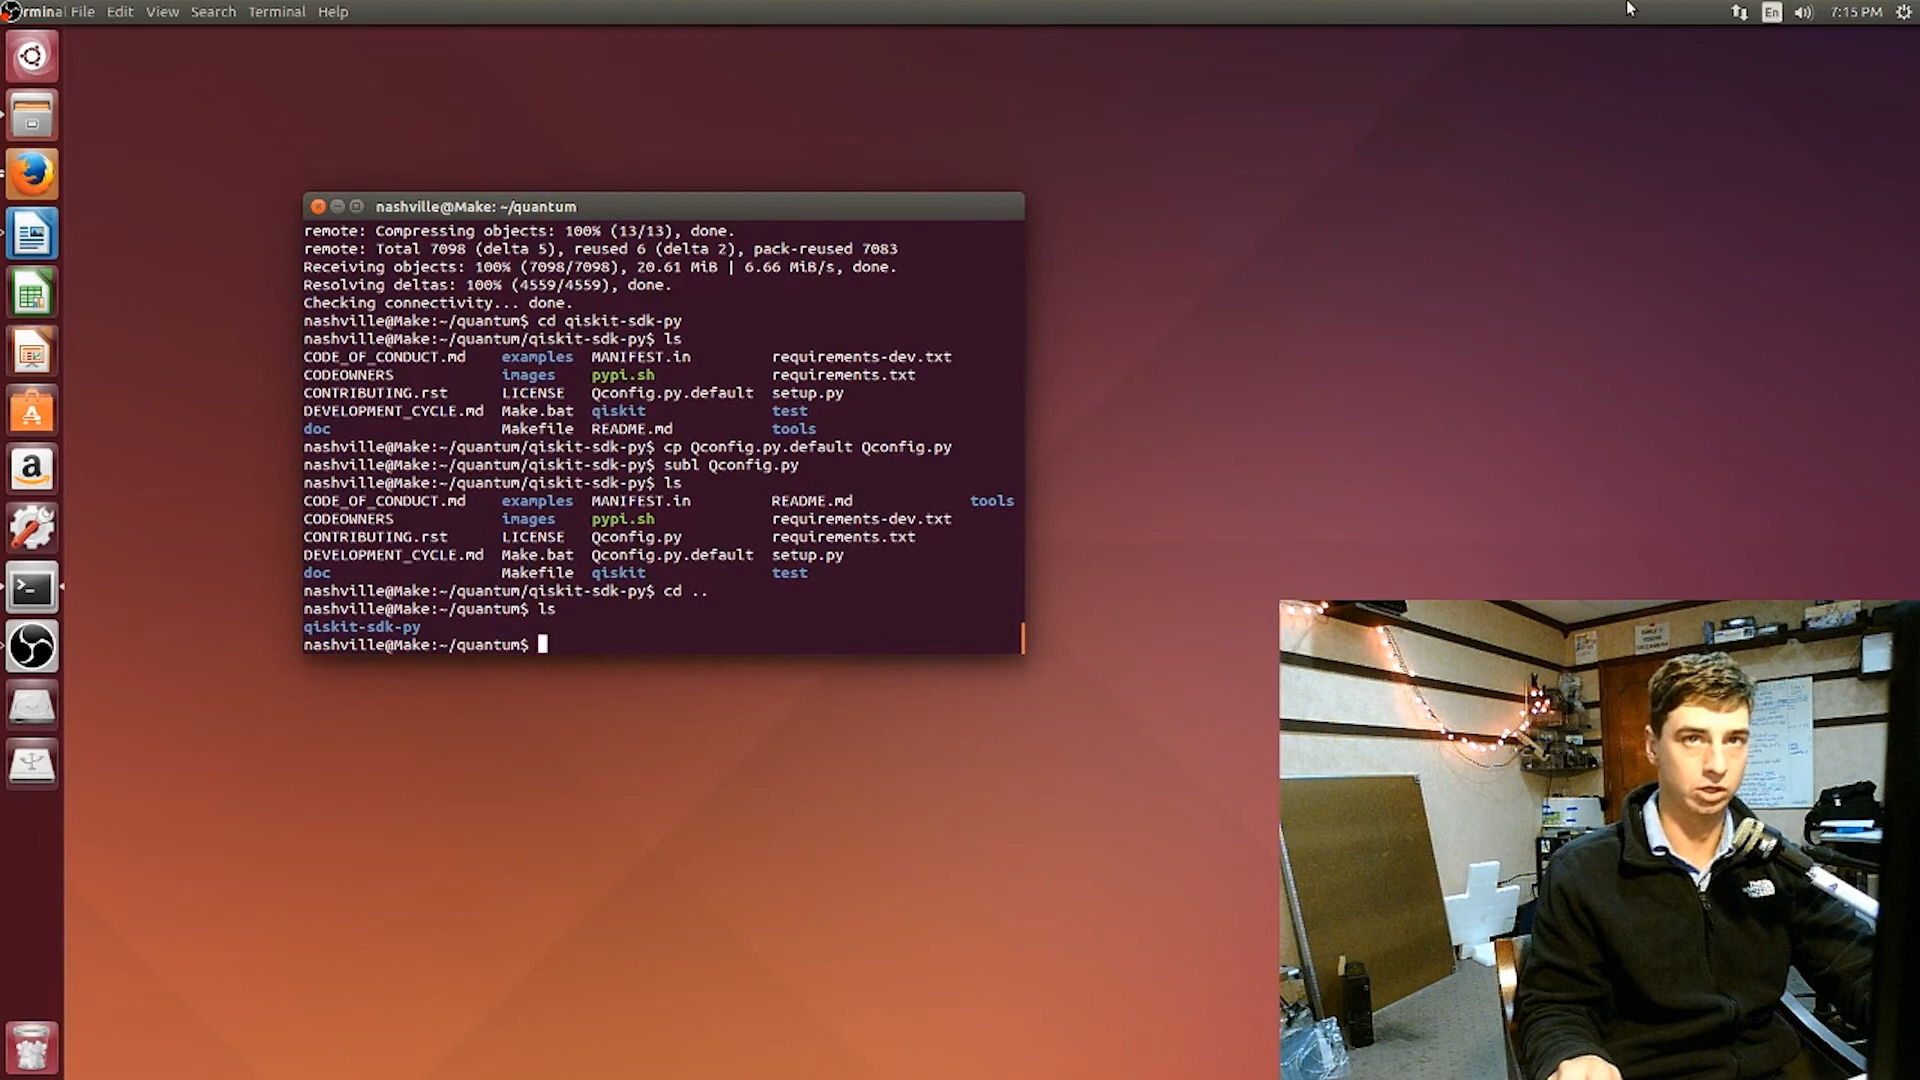 rminal File Edit View Search Terminal Help
En 7:15 PM
nashville@Make: ~/quantum
remote: Compressing objects: 100% (13/13), done.
remote: Total 7098 (delta 5), reused 6 (delta 2), pack-reused 7083
Receiving objects: 100% (7098/7098), 20.61 MiB | 6.66 MiB/s, done.
Resolving deltas: 100% (4559/4559), done.
Checking connectivity... done.
nashville@Make:~/quantum$ cd qiskit-sdk-py
nashville@Make:~/quantum/qiskit-sdk-py$ ls
CODE_OF_CONDUCT.md examples MANIFEST.in requirements-dev.txt
CODEOWNERS images pypi.sh requirements.txt
CONTRIBUTING.rst LICENSE Qconfig.py.default setup.py
DEVELOPMENT_CYCLE.md Make.bat qiskit test
doc Makefile README.md tools
nashville@Make:~/quantum/qiskit-sdk-py$ cp Qconfig.py.default Qconfig.py
nashville@Make:~/quantum/qiskit-sdk-py$ subl Qconfig.py
nashville@Make:~/quantum/qiskit-sdk-py$ ls
CODE_OF_CONDUCT.md examples MANIFEST.in README.md tools
CODEOWNERS images pypi.sh requirements-dev.txt
CONTRIBUTING.rst LICENSE Qconfig.py requirements.txt
DEVELOPMENT_CYCLE.md Make.bat Qconfig.py.default setup.py
doc Makefile qiskit test
nashville@Make:~/quantum/qiskit-sdk-py$ cd ..
nashville@Make:~/quantum$ ls
qiskit-sdk-py
nashville@Make:~/quantum$